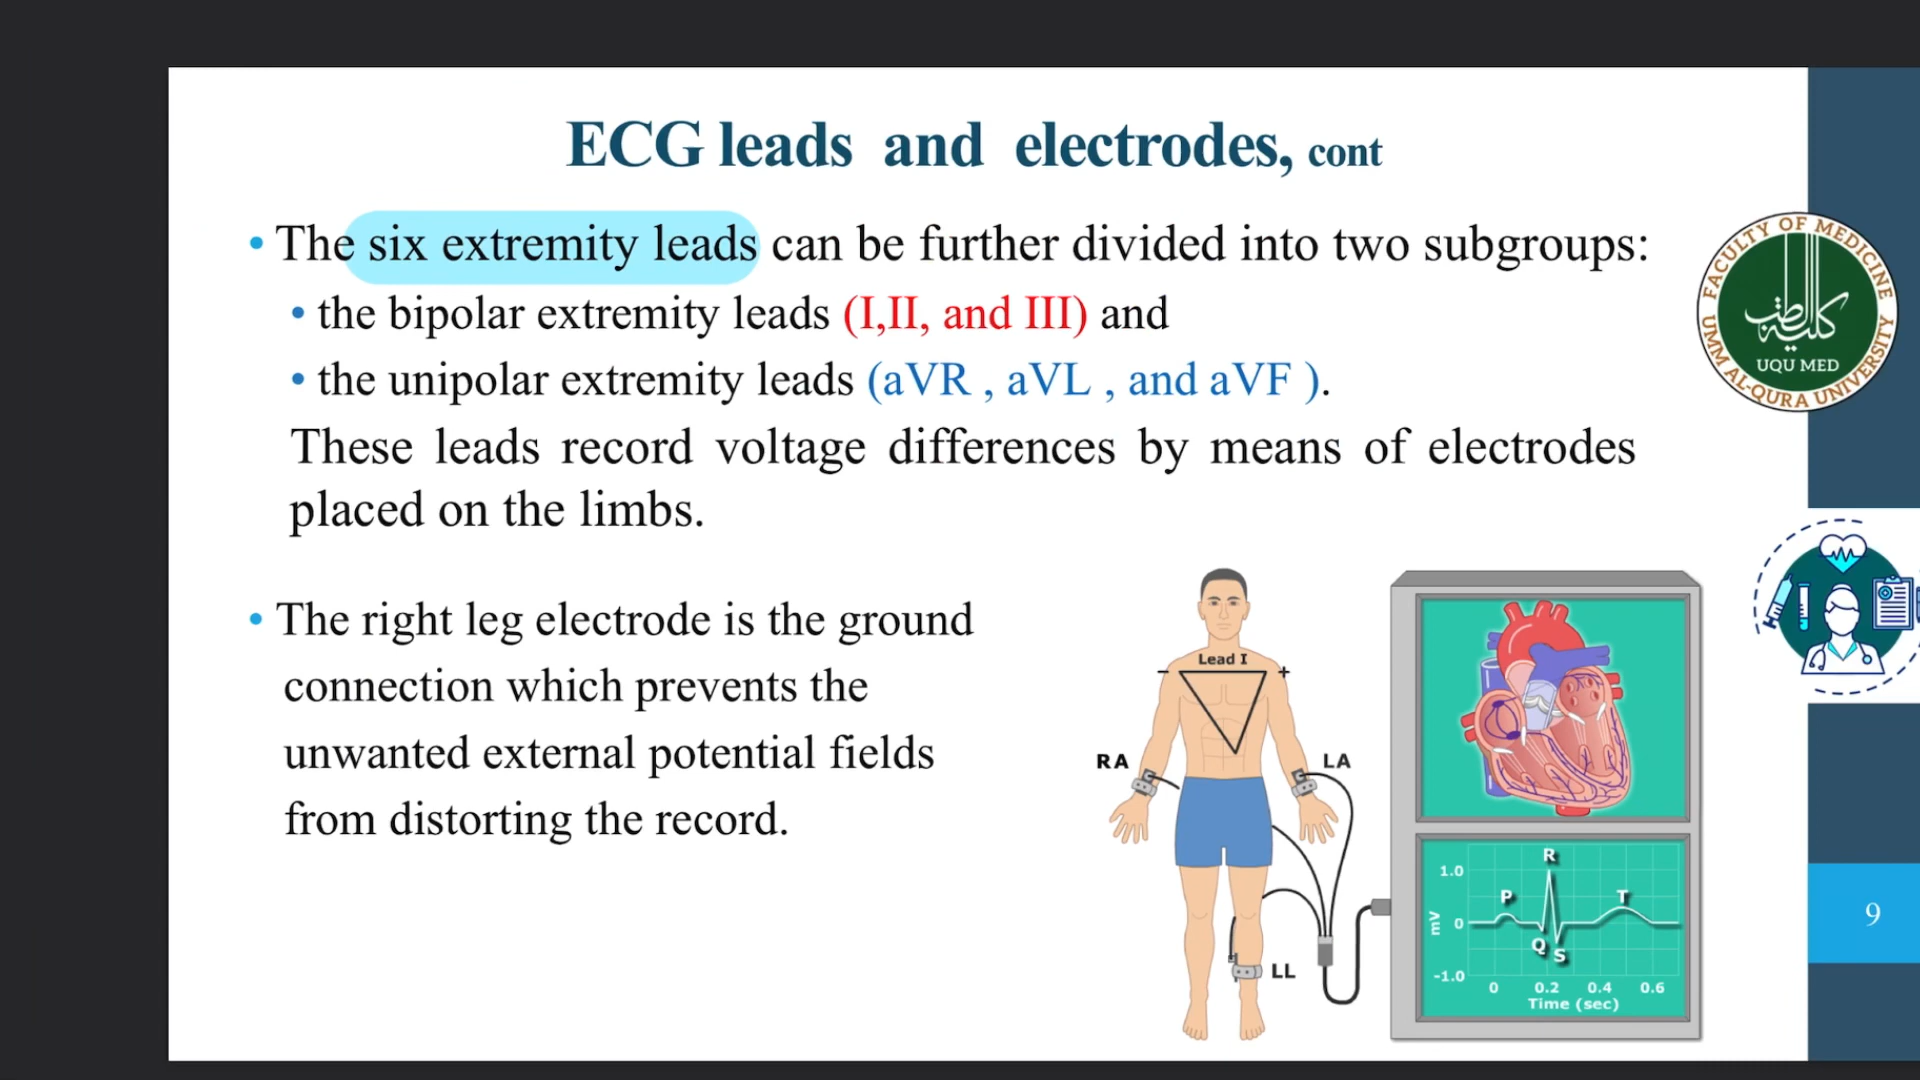 ECG leads and electrodes, cont
• The six extremity leads can be further divided into two subgroups:
• the bipolar extremity leads (I,II, and III) and
• the unipolar extremity leads (aVR , aVL , and aVF ).
These leads record voltage differences by means of electrodes
placed on the limbs.
• The right leg electrode is the ground
connection which prevents the
unwanted external potential fields
from distorting the record.
Lead I
− +
RA
LA
LL
R
P
T
Q
S
1.0
0
-1.0
mV
0 0.2 0.4 0.6
Time (sec)
FACULTY OF MEDICINE
كلية الطب
UQU MED
UMM AL-QURA UNIVERSITY
9